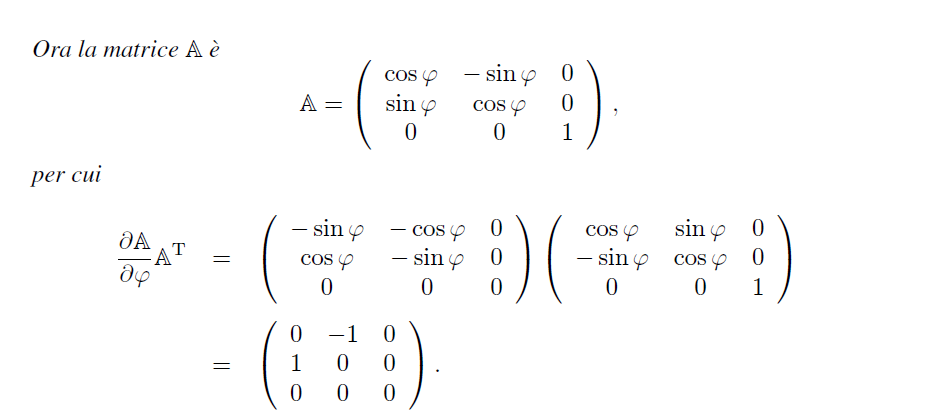 Ora la matrice 𝔸 è
𝔸 = ( cos φ − sin φ 0
sin φ cos φ 0
0 0 1 ) ,
per cui
∂𝔸/∂φ 𝔸ᵀ = ( − sin φ − cos φ 0
cos φ − sin φ 0
0 0 0 ) ( cos φ sin φ 0
− sin φ cos φ 0
0 0 1 )
= ( 0 −1 0
1 0 0
0 0 0 ) .